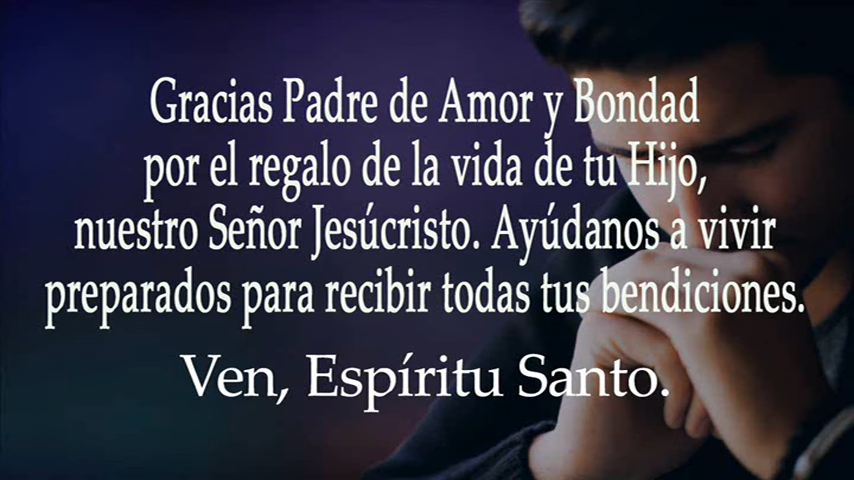 Gracias Padre de Amor y Bondad
por el regalo de la vida de tu Hijo,
nuestro Señor Jesúcristo. Ayúdanos a vivir
preparados para recibir todas tus bendiciones.
Ven, Espíritu Santo.